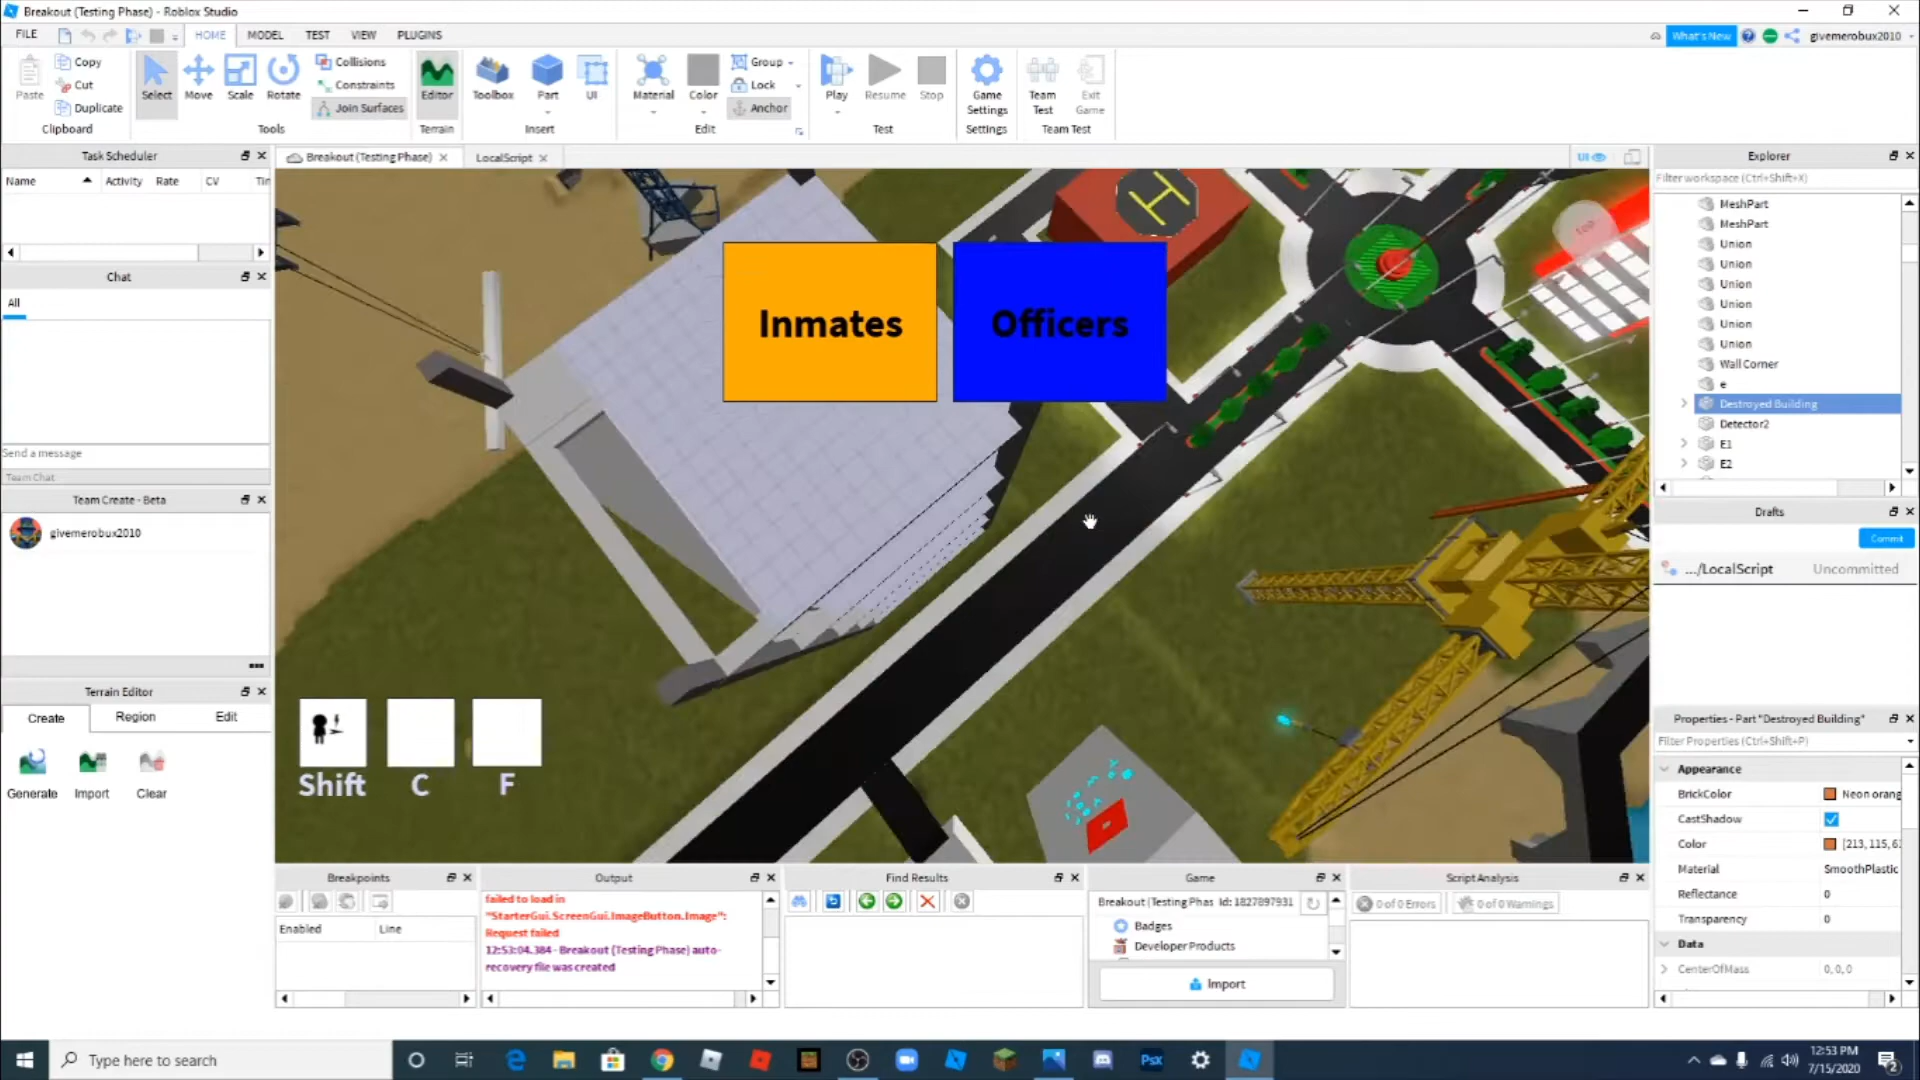 Breakout (Testing Phase) - Roblox Studio
FILE HOME MODEL TEST VIEW PLUGINS What's New givemerobux2010
Paste Copy Cut Duplicate Clipboard
Select Move Scale Rotate Collisions Constraints Join Surfaces Tools
Editor Terrain
Toolbox Part UI Insert
Material Color Group Lock Anchor Edit
Play Resume Stop Test
Game Settings Settings
Team Test Exit Game Team Test
Task Scheduler
Name Activity Rate CV
Chat
All
Send a message
Team Chat
Team Create - Beta
givemerobux2010
Terrain Editor
Create Region Edit
Generate Import Clear
Breakout (Testing Phase) LocalScript UI
H
Inmates Officers
Shift C F
Breakpoints
Enabled Line
Output
failed to load in
"StarterGui.ScreenGui.ImageButton.Image":
Request failed
12:53:04.384 - Breakout (Testing Phase) auto-
recovery file was created
Find Results
Game
Breakout (Testing Phas Id: 1827897931
Badges
Developer Products
Import
Script Analysis
0 of 0 Errors 0 of 0 Warnings
Explorer
Filter workspace (Ctrl+Shift+X)
MeshPart
MeshPart
Union
Union
Union
Union
Union
Union
Wall Corner
e
Destroyed Building
Detector2
E1
E2
Drafts
Commit
.../LocalScript Uncommitted
Properties - Part "Destroyed Building"
Filter Properties (Ctrl+Shift+P)
Appearance
BrickColor Neon orang
CastShadow
Color [213, 115, 6
Material SmoothPlastic
Reflectance 0
Transparency 0
Data
CenterOfMass 0, 0, 0
Type here to search
Psx
12:53 PM
7/15/2020
2